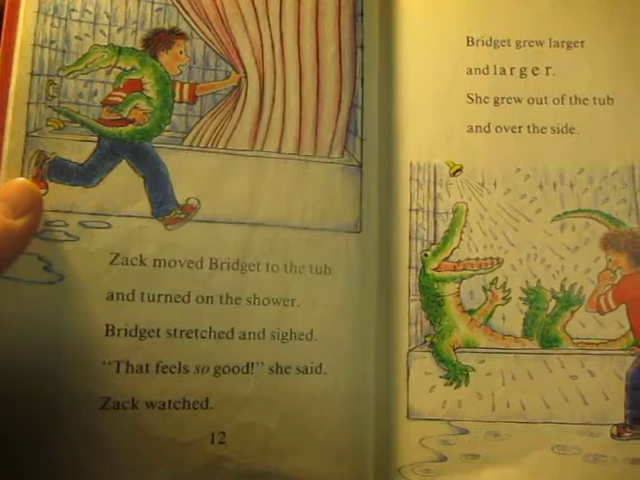 Zack moved Bridget to the tub
and turned on the shower.
Bridget stretched and sighed.
"That feels so good!" she said.
Zack watched.
12
Bridget grew larger
and larger.
She grew out of the tub
and over the side.